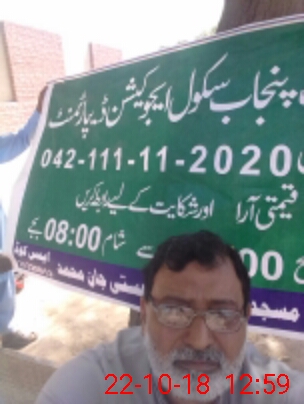 پنجاب سکول ایجوکیشن ڈیپارٹمنٹ
042-111-11-2020
قیمتی آرا اور شکایت کے لیے رابطہ کریں
سے شام 08:00 بجے
مسجد بستی جان محمد
22-10-18 12:59